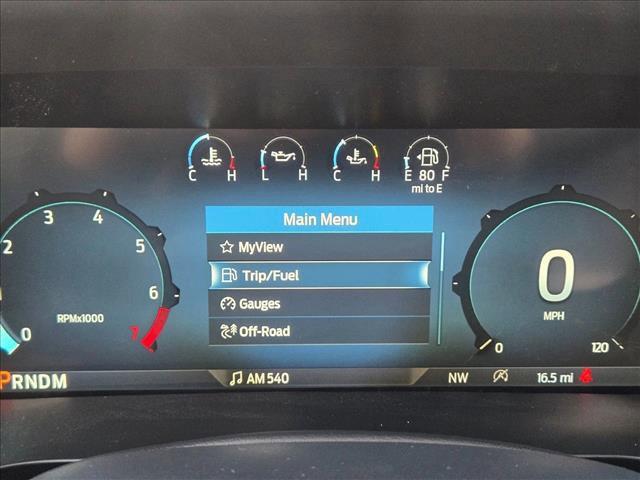 C H L H C H E 80 F
mi to E
Main Menu
MyView
Trip/Fuel
Gauges
Off-Road
0 2 3 4 5 6 7
RPMx1000
0
MPH
0 120
PRNDM
AM 540
NW
16.5 mi